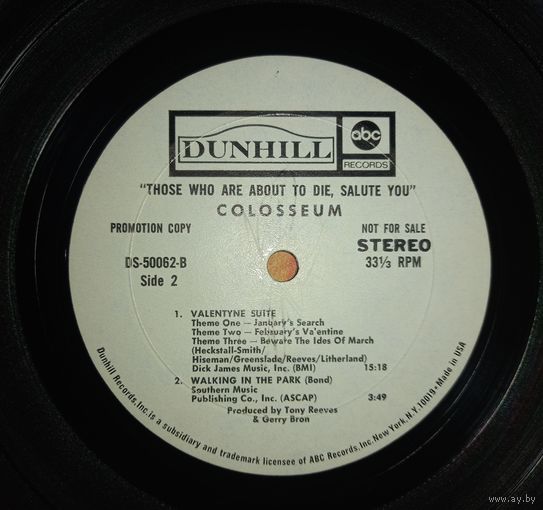 DUNHILL
abc
RECORDS
"THOSE WHO ARE ABOUT TO DIE, SALUTE YOU"
COLOSSEUM
PROMOTION COPY
NOT FOR SALE
STEREO
33⅓ RPM
DS-50062-B
Side 2
1. VALENTYNE SUITE
Theme One — January's Search
Theme Two — February's Valentine
Theme Three — Beware The Ides Of March
(Heckstall-Smith/
Hiseman/Greenslade/Reeves/Litherland)
Dick James Music, Inc. (BMI) 15:18
2. WALKING IN THE PARK (Bond)
Southern Music
Publishing Co., Inc. (ASCAP) 3:49
Produced by Tony Reeves
& Gerry Bron
Dunhill Records, Inc. is a subsidiary and trademark licensee of ABC Records, Inc. New York, N.Y. 10019 • Made in USA
www.ay.by